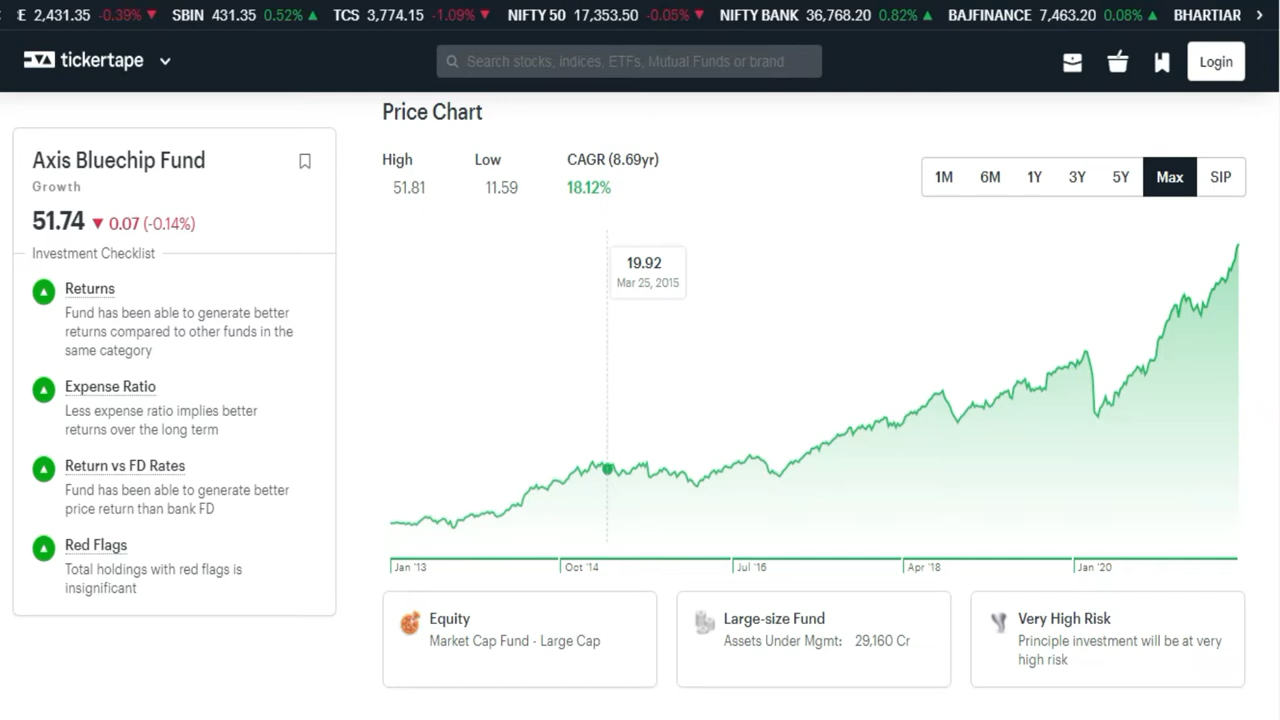 E 2,431.35 -0.39% ▼ SBIN 431.35 0.52% ▲ TCS 3,774.15 -1.09% ▼ NIFTY 50 17,353.50 -0.05% ▼ NIFTY BANK 36,768.20 0.82% ▲ BAJFINANCE 7,463.20 0.08% ▲ BHARTIAR
tickertape
Search stocks, indices, ETFs, Mutual Funds or brand
Login
Axis Bluechip Fund
Growth
51.74 ▼ 0.07 (-0.14%)
Investment Checklist
Returns
Fund has been able to generate better
returns compared to other funds in the
same category
Expense Ratio
Less expense ratio implies better
returns over the long term
Return vs FD Rates
Fund has been able to generate better
price return than bank FD
Red Flags
Total holdings with red flags is
insignificant
Price Chart
High Low CAGR (8.69yr)
51.81 11.59 18.12%
1M 6M 1Y 3Y 5Y Max SIP
19.92
Mar 25, 2015
Jan '13 Oct '14 Jul '16 Apr '18 Jan '20
Equity
Market Cap Fund - Large Cap
Large-size Fund
Assets Under Mgmt: 29,160 Cr
Very High Risk
Principle investment will be at very
high risk